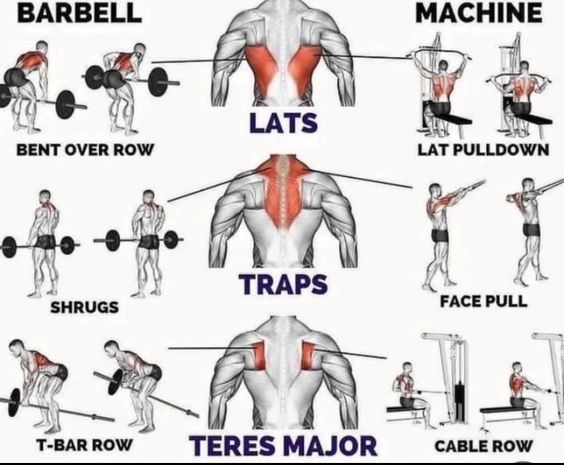 BARBELL
MACHINE
LATS
BENT OVER ROW
LAT PULLDOWN
TRAPS
SHRUGS
FACE PULL
T-BAR ROW
TERES MAJOR
CABLE ROW